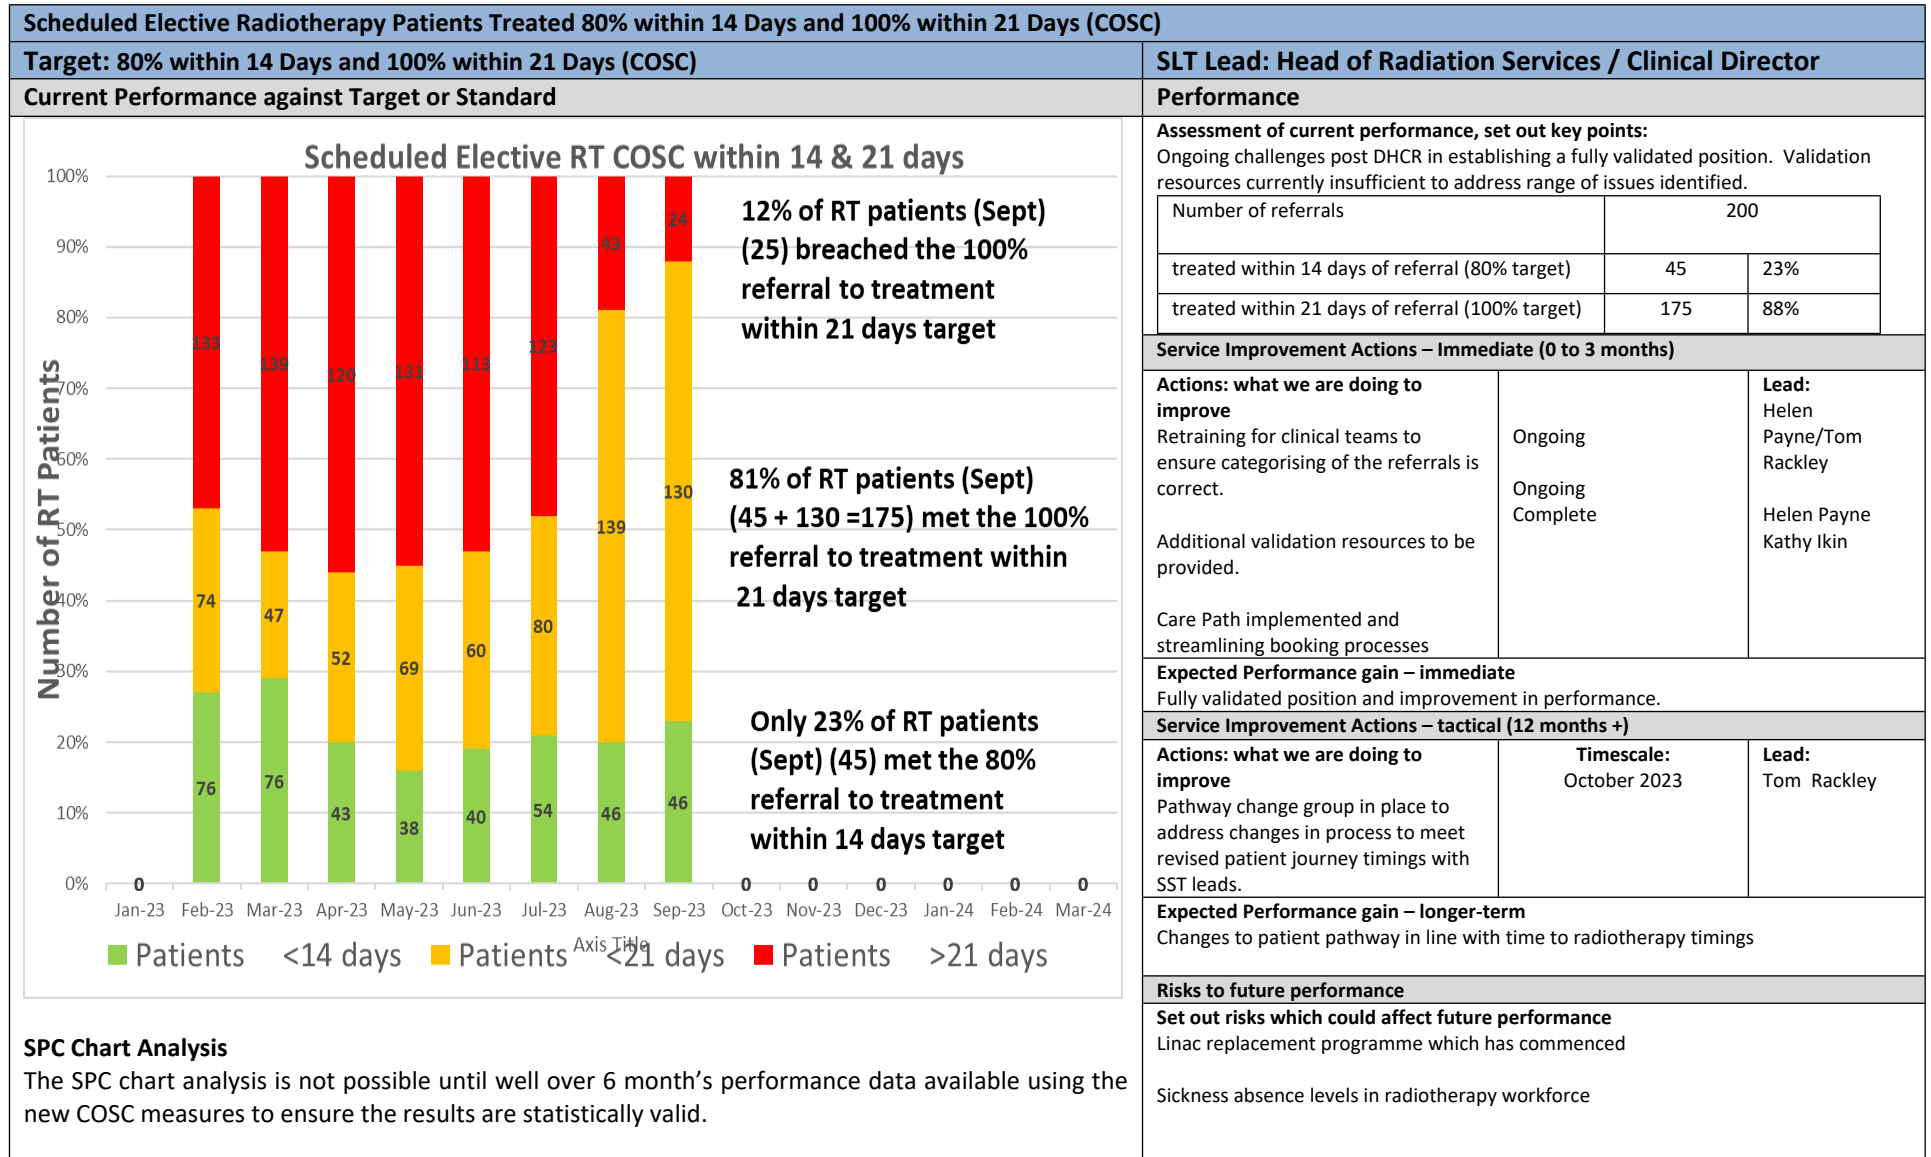 Scheduled Elective Radiotherapy Patients Treated 80% within 14 Days and 100% within 21 Days (COSC)
Target: 80% within 14 Days and 100% within 21 Days (COSC)
SLT Lead: Head of Radiation Services / Clinical Director
Current Performance against Target or Standard
Performance
Scheduled Elective RT COSC within 14 & 21 days
Number of RT Patients
100%
90%
80%
70%
60%
50%
40%
30%
20%
10%
0%
133
139
120
131
113
123
43
24
74
47
52
69
60
80
139
130
76
76
43
38
40
54
46
46
0
0
0
0
0
0
0
12% of RT patients (Sept)
(25) breached the 100%
referral to treatment
within 21 days target
81% of RT patients (Sept)
(45 + 130 =175) met the 100%
referral to treatment within
21 days target
Only 23% of RT patients
(Sept) (45) met the 80%
referral to treatment
within 14 days target
Jan-23 Feb-23 Mar-23 Apr-23 May-23 Jun-23 Jul-23 Aug-23 Sep-23 Oct-23 Nov-23 Dec-23 Jan-24 Feb-24 Mar-24
Axis Title
Patients <14 days Patients <21 days Patients >21 days
SPC Chart Analysis
The SPC chart analysis is not possible until well over 6 month's performance data available using the
new COSC measures to ensure the results are statistically valid.
Assessment of current performance, set out key points:
Ongoing challenges post DHCR in establishing a fully validated position. Validation
resources currently insufficient to address range of issues identified.
Number of referrals 200
treated within 14 days of referral (80% target) 45 23%
treated within 21 days of referral (100% target) 175 88%
Service Improvement Actions – Immediate (0 to 3 months)
Actions: what we are doing to
improve
Retraining for clinical teams to
ensure categorising of the referrals is
correct.
Additional validation resources to be
provided.
Care Path implemented and
streamlining booking processes
Ongoing
Ongoing
Complete
Lead:
Helen
Payne/Tom
Rackley
Helen Payne
Kathy Ikin
Expected Performance gain – immediate
Fully validated position and improvement in performance.
Service Improvement Actions – tactical (12 months +)
Actions: what we are doing to
improve
Pathway change group in place to
address changes in process to meet
revised patient journey timings with
SST leads.
Timescale:
October 2023
Lead:
Tom Rackley
Expected Performance gain – longer-term
Changes to patient pathway in line with time to radiotherapy timings
Risks to future performance
Set out risks which could affect future performance
Linac replacement programme which has commenced
Sickness absence levels in radiotherapy workforce